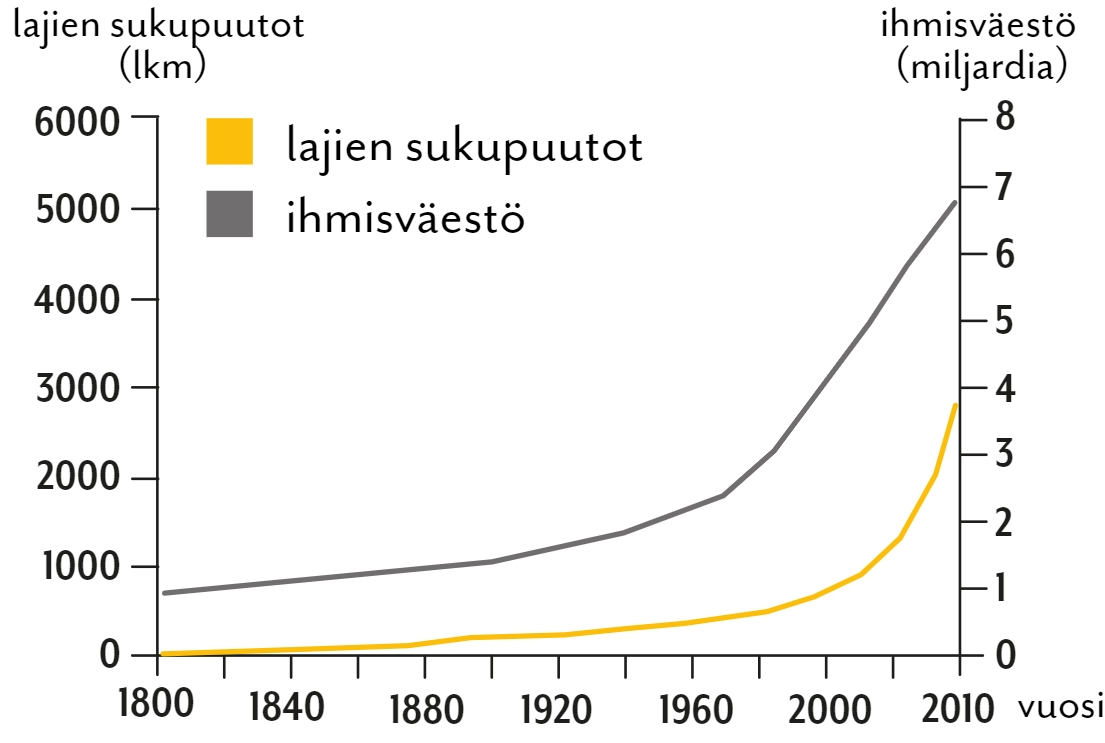 lajien sukupuutot
(lkm)
ihmisväestö
(miljardia)
lajien sukupuutot
ihmisväestö
6000
5000
4000
3000
2000
1000
0
8
7
6
5
4
3
2
1
0
1800 1840 1880 1920 1960 2000 2010 vuosi